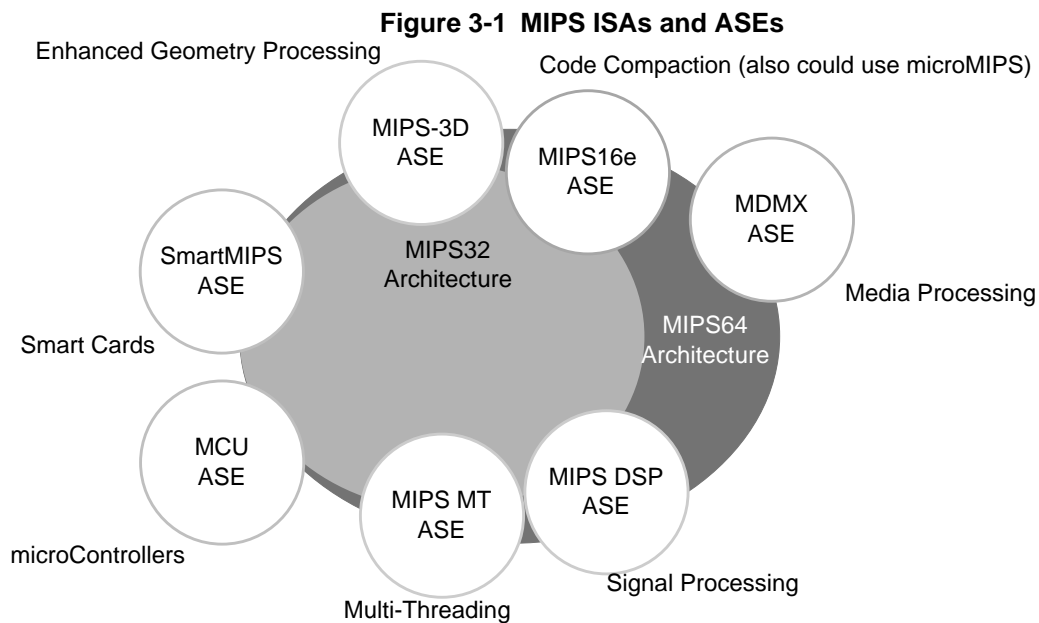 Figure 3-1 MIPS ISAs and ASEs
Enhanced Geometry Processing
Code Compaction (also could use microMIPS)
MIPS-3D
ASE
MIPS16e
ASE
MDMX
ASE
SmartMIPS
ASE
MIPS32
Architecture
Media Processing
MIPS64
Architecture
Smart Cards
MCU
ASE
MIPS MT
ASE
MIPS DSP
ASE
microControllers
Signal Processing
Multi-Threading